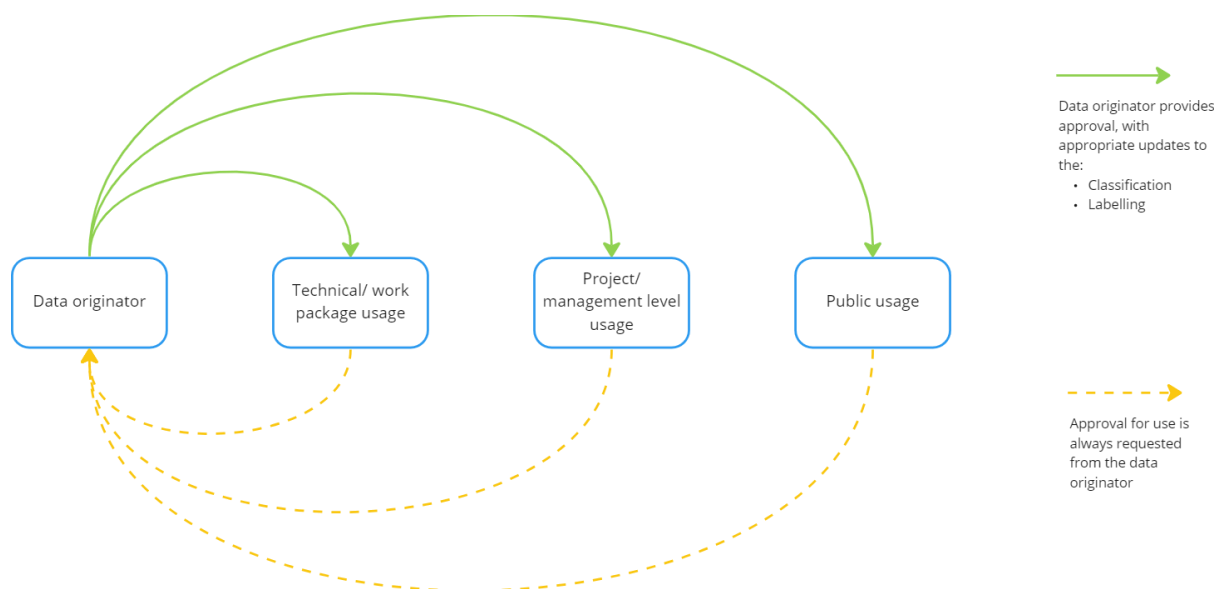 Data originator provides
approval, with
appropriate updates to
the:
• Classification
• Labelling
Data originator
Technical/ work
package usage
Project/
management level
usage
Public usage
Approval for use is
always requested
from the data
originator